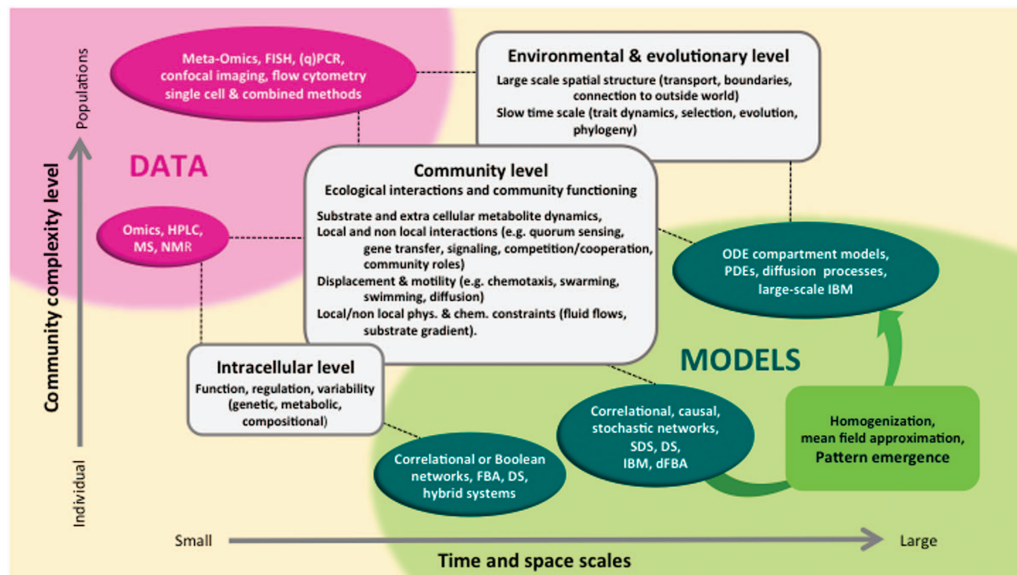 Meta-Omics, FISH, (q)PCR,
confocal imaging, flow cytometry
single cell & combined methods
Environmental & evolutionary level
Large scale spatial structure (transport, boundaries,
connection to outside world)
Slow time scale (trait dynamics, selection, evolution,
phylogeny)
Populations
DATA
Community level
Ecological interactions and community functioning
Substrate and extra cellular metabolite dynamics,
Local and non local interactions (e.g. quorum sensing,
gene transfer, signaling, competition/cooperation,
community roles)
Displacement & motility (e.g. chemotaxis, swarming,
swimming, diffusion)
Local/non local phys. & chem. constraints (fluid flows,
substrate gradient).
Omics, HPLC,
MS, NMR
ODE compartment models,
PDEs, diffusion processes,
large-scale IBM
Community complexity level
Intracellular level
Function, regulation, variability
(genetic, metabolic,
compositional)
MODELS
Correlational, causal,
stochastic networks,
SDS, DS,
IBM, dFBA
Homogenization,
mean field approximation,
Pattern emergence
Correlational or Boolean
networks, FBA, DS,
hybrid systems
Individual
Small
Large
Time and space scales